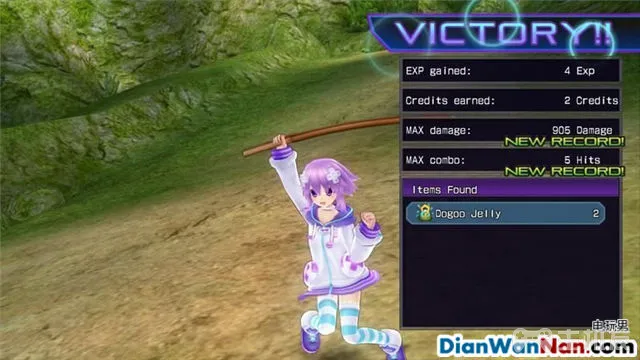 VICTORY!!
EXP gained: 4 Exp
Credits earned: 2 Credits
MAX damage: 905 Damage
NEW RECORD!
MAX combo: 5 Hits
NEW RECORD!
Items Found
Dogoo Jelly 2
电玩男
DianWanNan.com